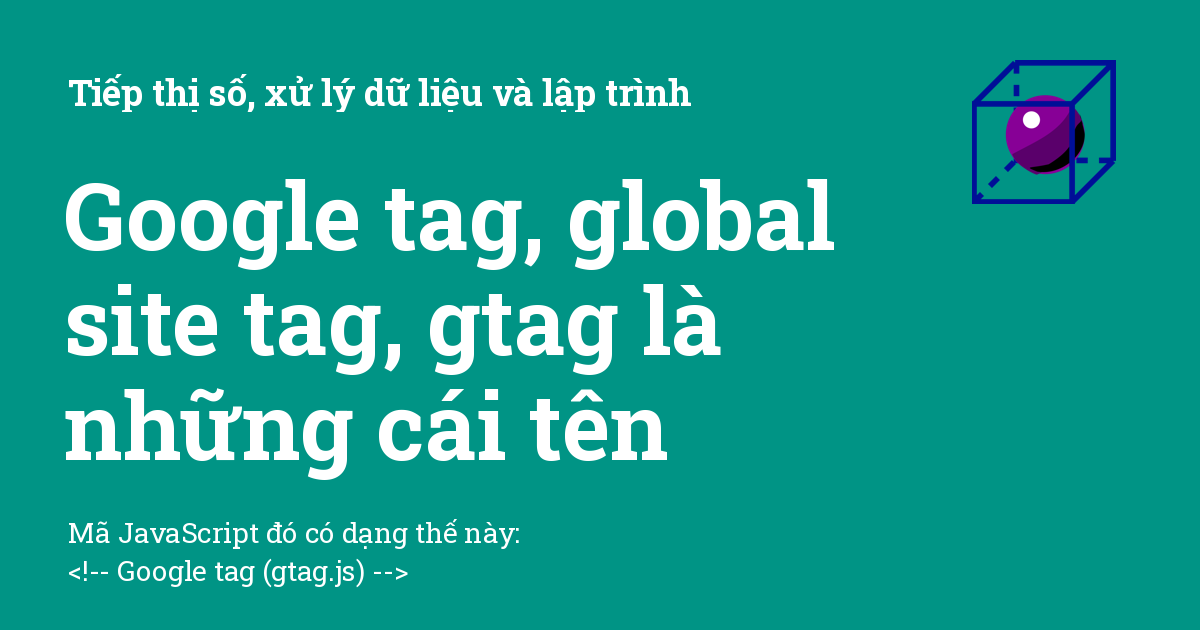 Tiếp thị số, xử lý dữ liệu và lập trình
Google tag, global
site tag, gtag là
những cái tên
Mã JavaScript đó có dạng thế này:
<!-- Google tag (gtag.js) -->